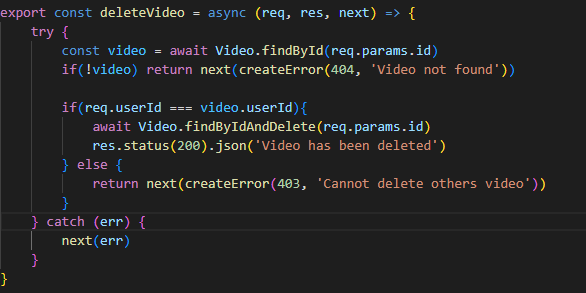 export const deleteVideo = async (req, res, next) => {
    try {
        const video = await Video.findById(req.params.id)
        if(!video) return next(createError(404, 'Video not found'))

        if(req.userId === video.userId){
            await Video.findByIdAndDelete(req.params.id)
            res.status(200).json('Video has been deleted')
        } else {
            return next(createError(403, 'Cannot delete others video'))
        }
    } catch (err) {
        next(err)
    }
}